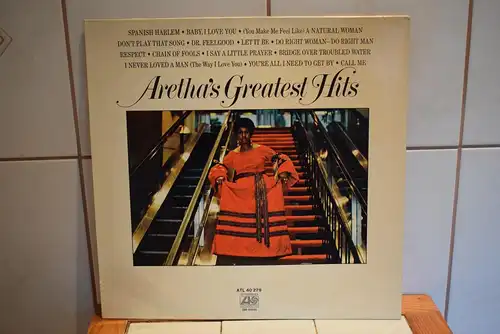 SPANISH HARLEM • BABY, I LOVE YOU • (You Make Me Feel Like) A NATURAL WOMAN
DON'T PLAY THAT SONG • DR. FEELGOOD • LET IT BE • DO RIGHT WOMAN—DO RIGHT MAN
RESPECT • CHAIN OF FOOLS • I SAY A LITTLE PRAYER • BRIDGE OVER TROUBLED WATER
I NEVER LOVED A MAN (The Way I Love You) • YOU'RE ALL I NEED TO GET BY • CALL ME
Aretha's Greatest Hits
ATL 40 279